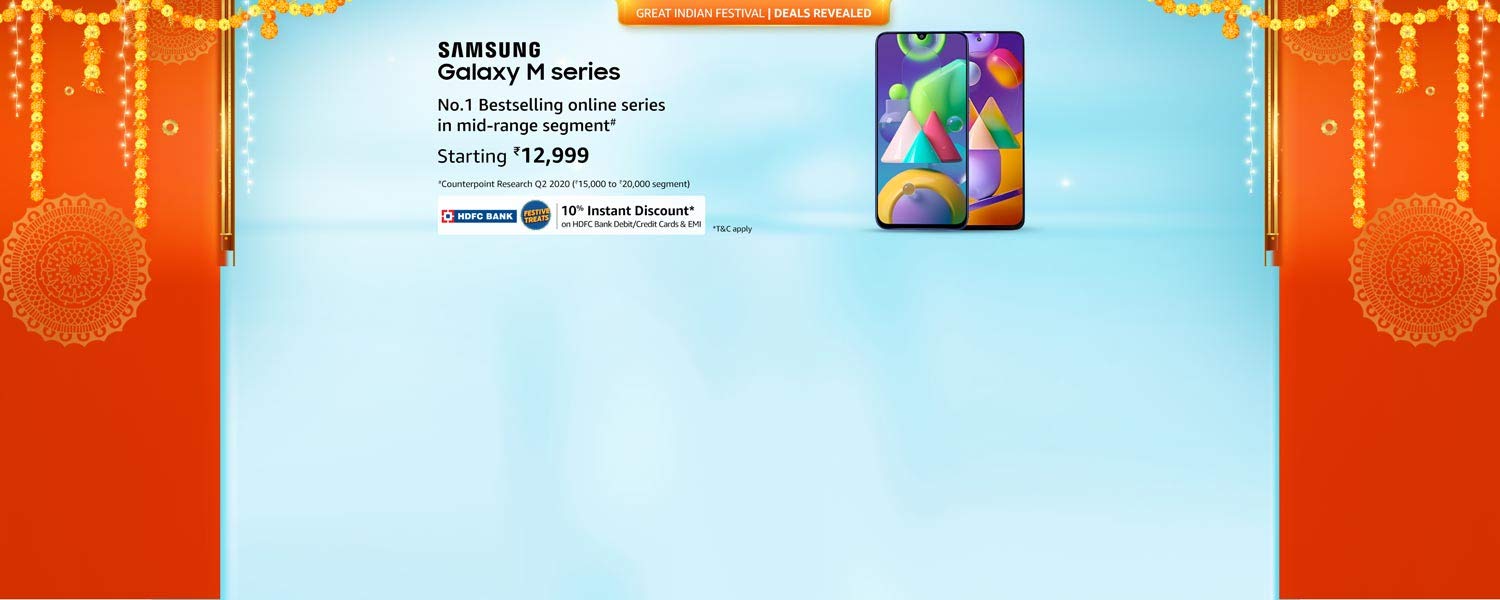 GREAT INDIAN FESTIVAL | DEALS REVEALED
SAMSUNG
Galaxy M series
No.1 Bestselling online series
in mid-range segment#
Starting ₹12,999
*Counterpoint Research Q2 2020 (₹15,000 to ₹20,000 segment)
HDFC BANK
FESTIVE
TREATS
10% Instant Discount*
on HDFC Bank Debit/Credit Cards & EMI
*T&C apply